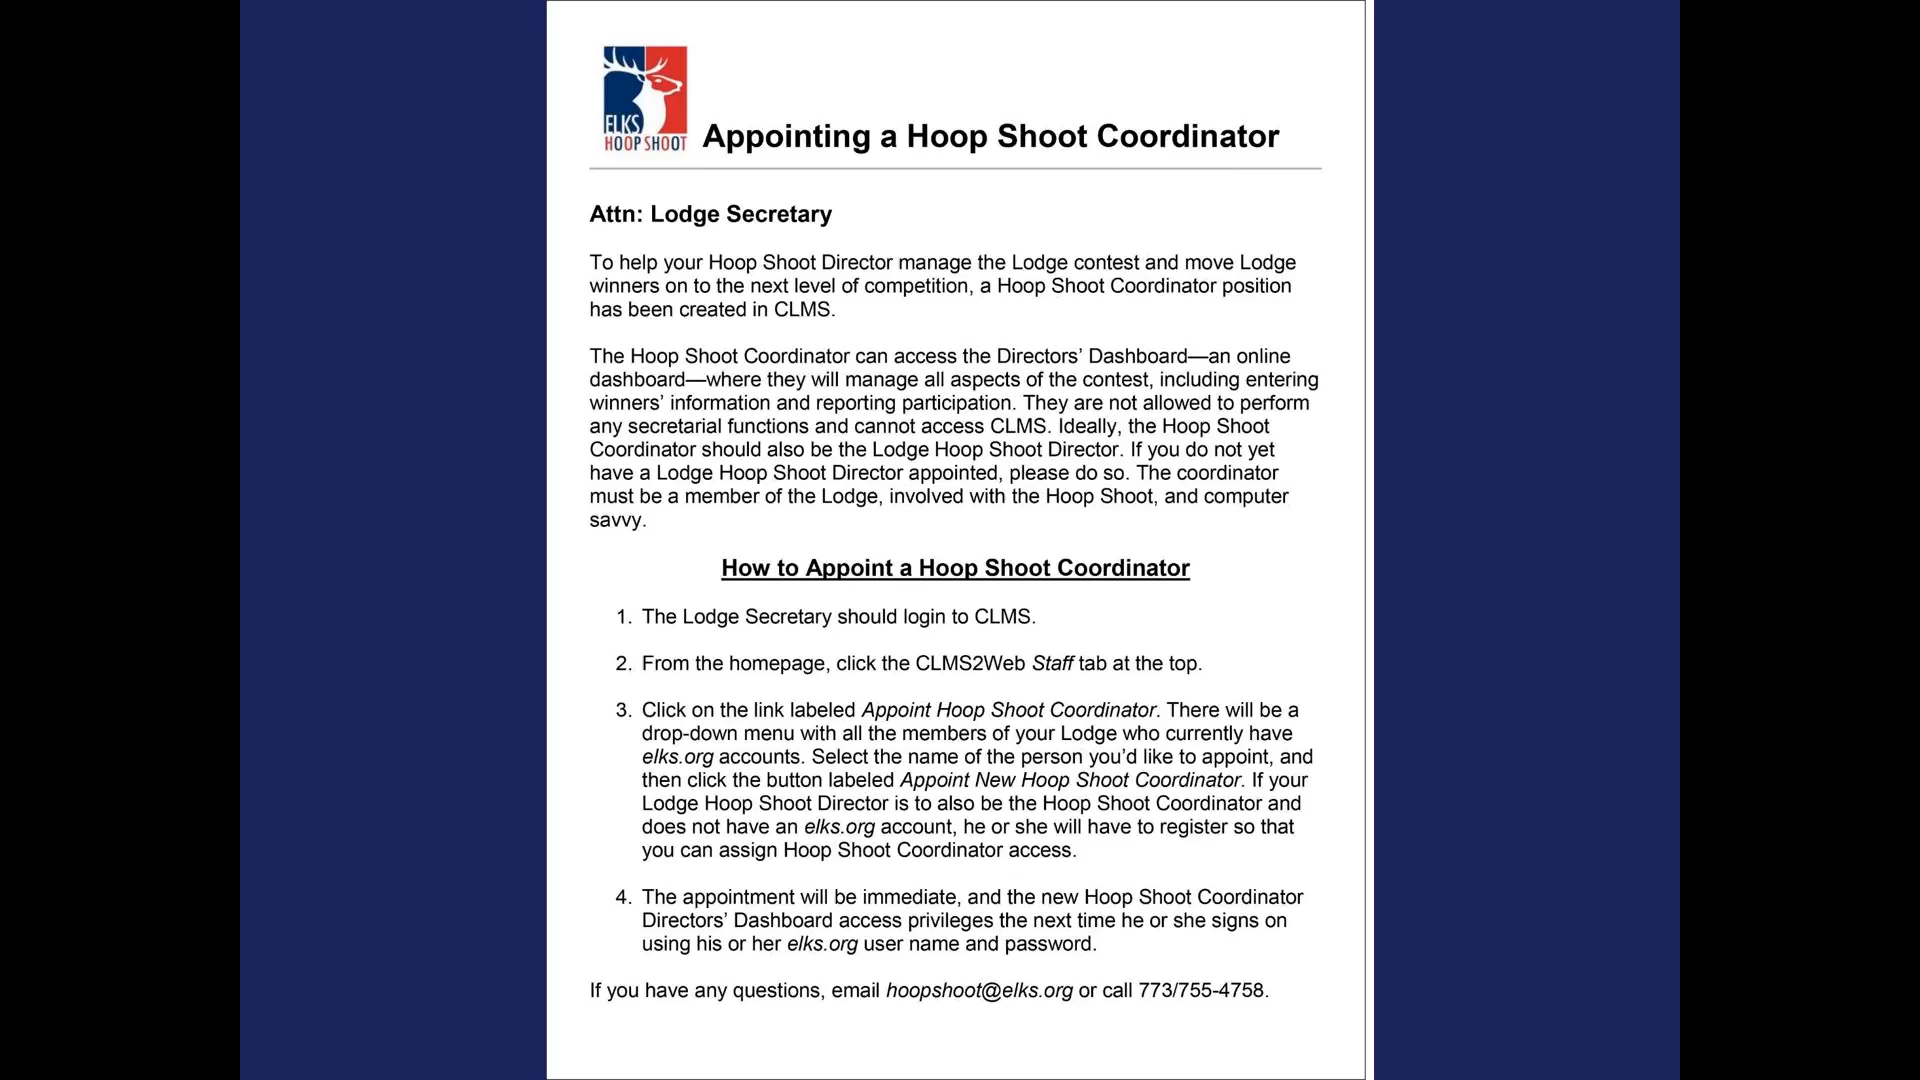 ELKS
HOOP SHOOT
Appointing a Hoop Shoot Coordinator
Attn: Lodge Secretary
To help your Hoop Shoot Director manage the Lodge contest and move Lodge
winners on to the next level of competition, a Hoop Shoot Coordinator position
has been created in CLMS.
The Hoop Shoot Coordinator can access the Directors’ Dashboard—an online
dashboard—where they will manage all aspects of the contest, including entering
winners’ information and reporting participation. They are not allowed to perform
any secretarial functions and cannot access CLMS. Ideally, the Hoop Shoot
Coordinator should also be the Lodge Hoop Shoot Director. If you do not yet
have a Lodge Hoop Shoot Director appointed, please do so. The coordinator
must be a member of the Lodge, involved with the Hoop Shoot, and computer
savvy.
How to Appoint a Hoop Shoot Coordinator
1. The Lodge Secretary should login to CLMS.
2. From the homepage, click the CLMS2Web Staff tab at the top.
3. Click on the link labeled Appoint Hoop Shoot Coordinator. There will be a
drop-down menu with all the members of your Lodge who currently have
elks.org accounts. Select the name of the person you’d like to appoint, and
then click the button labeled Appoint New Hoop Shoot Coordinator. If your
Lodge Hoop Shoot Director is to also be the Hoop Shoot Coordinator and
does not have an elks.org account, he or she will have to register so that
you can assign Hoop Shoot Coordinator access.
4. The appointment will be immediate, and the new Hoop Shoot Coordinator
Directors’ Dashboard access privileges the next time he or she signs on
using his or her elks.org user name and password.
If you have any questions, email hoopshoot@elks.org or call 773/755-4758.